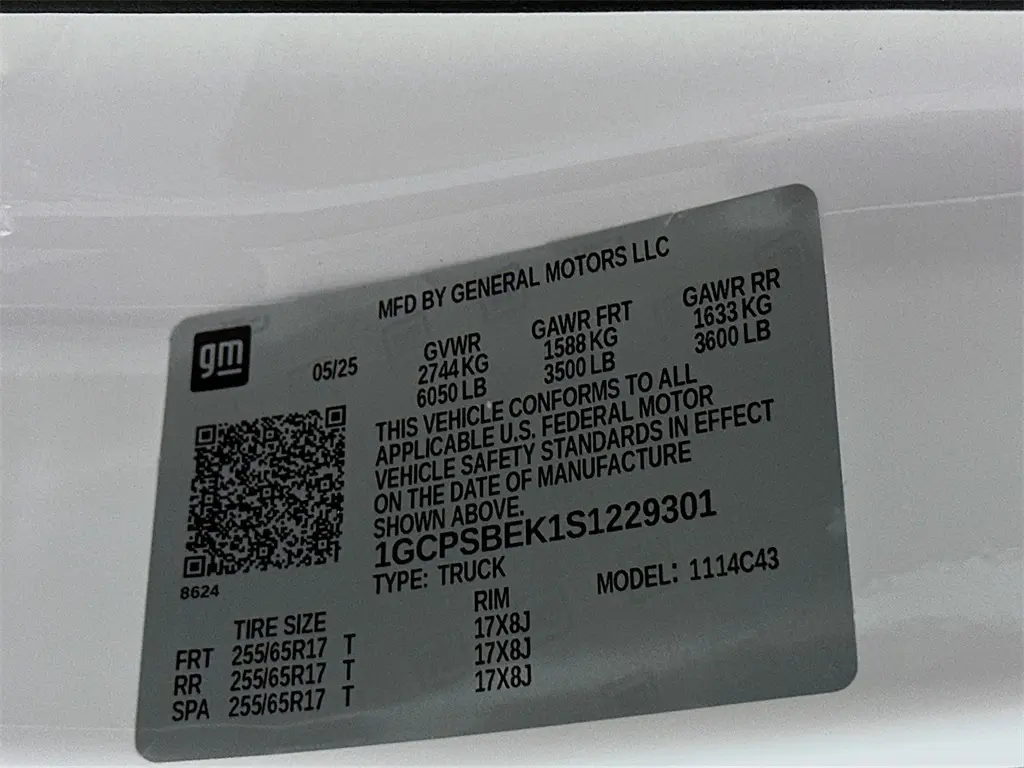 MFD BY GENERAL MOTORS LLC
gm
05/25
GVWR GAWR FRT GAWR RR
2744 KG 1588 KG 1633 KG
6050 LB 3500 LB 3600 LB
THIS VEHICLE CONFORMS TO ALL
APPLICABLE U.S. FEDERAL MOTOR
VEHICLE SAFETY STANDARDS IN EFFECT
ON THE DATE OF MANUFACTURE
SHOWN ABOVE.
1GCPSBEK1S1229301
8624
TYPE: TRUCK MODEL: 1114C43
TIRE SIZE RIM
FRT 255/65R17 T 17X8J
RR 255/65R17 T 17X8J
SPA 255/65R17 T 17X8J